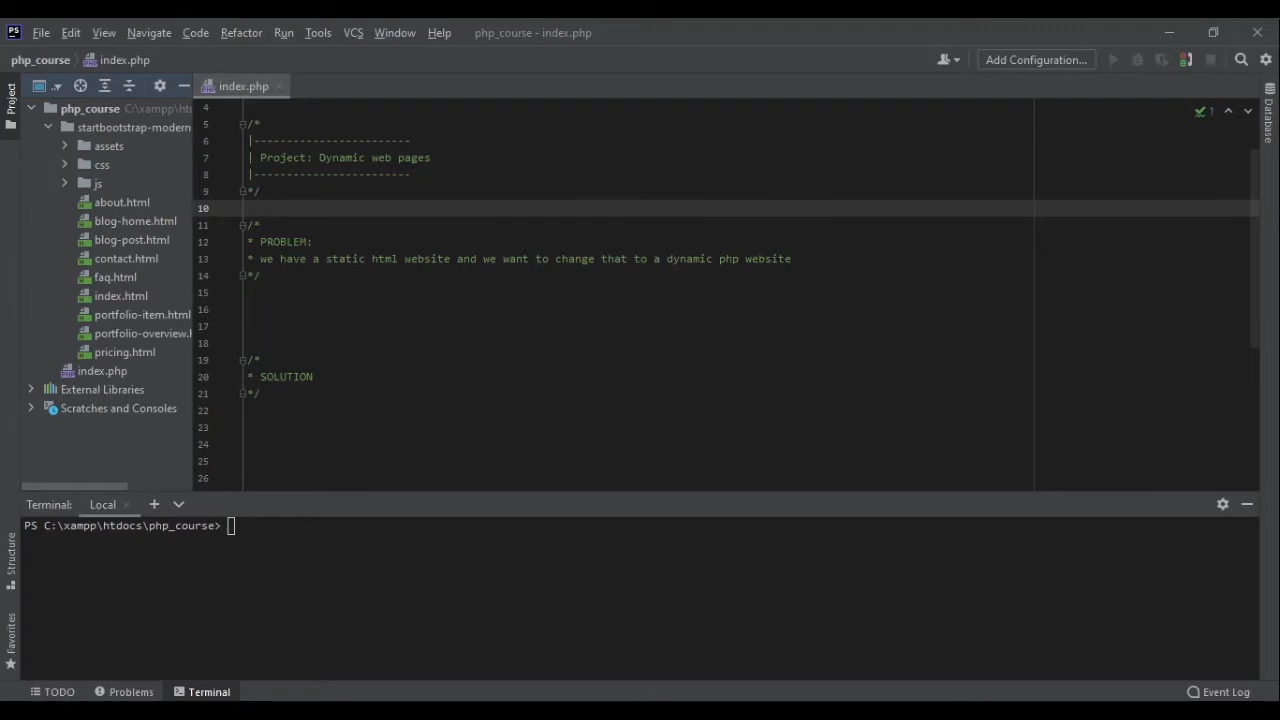 PS File Edit View Navigate Code Refactor Run Tools VCS Window Help php_course - index.php
php_course index.php Add Configuration...
Project
index.php
php_course C:\xampp\ht
startbootstrap-modern
assets
css
js
about.html
blog-home.html
blog-post.html
contact.html
faq.html
index.html
portfolio-item.html
portfolio-overview.h
pricing.html
index.php
External Libraries
Scratches and Consoles
4
5 /*
6 |------------------------
7 | Project: Dynamic web pages
8 |------------------------
9 */
10
11 /*
12 * PROBLEM:
13 * we have a static html website and we want to change that to a dynamic php website
14 */
15
16
17
18
19 /*
20 * SOLUTION
21 */
22
23
24
25
26
1
Database
Terminal: Local
PS C:\xampp\htdocs\php_course>
Structure
Favorites
TODO Problems Terminal Event Log